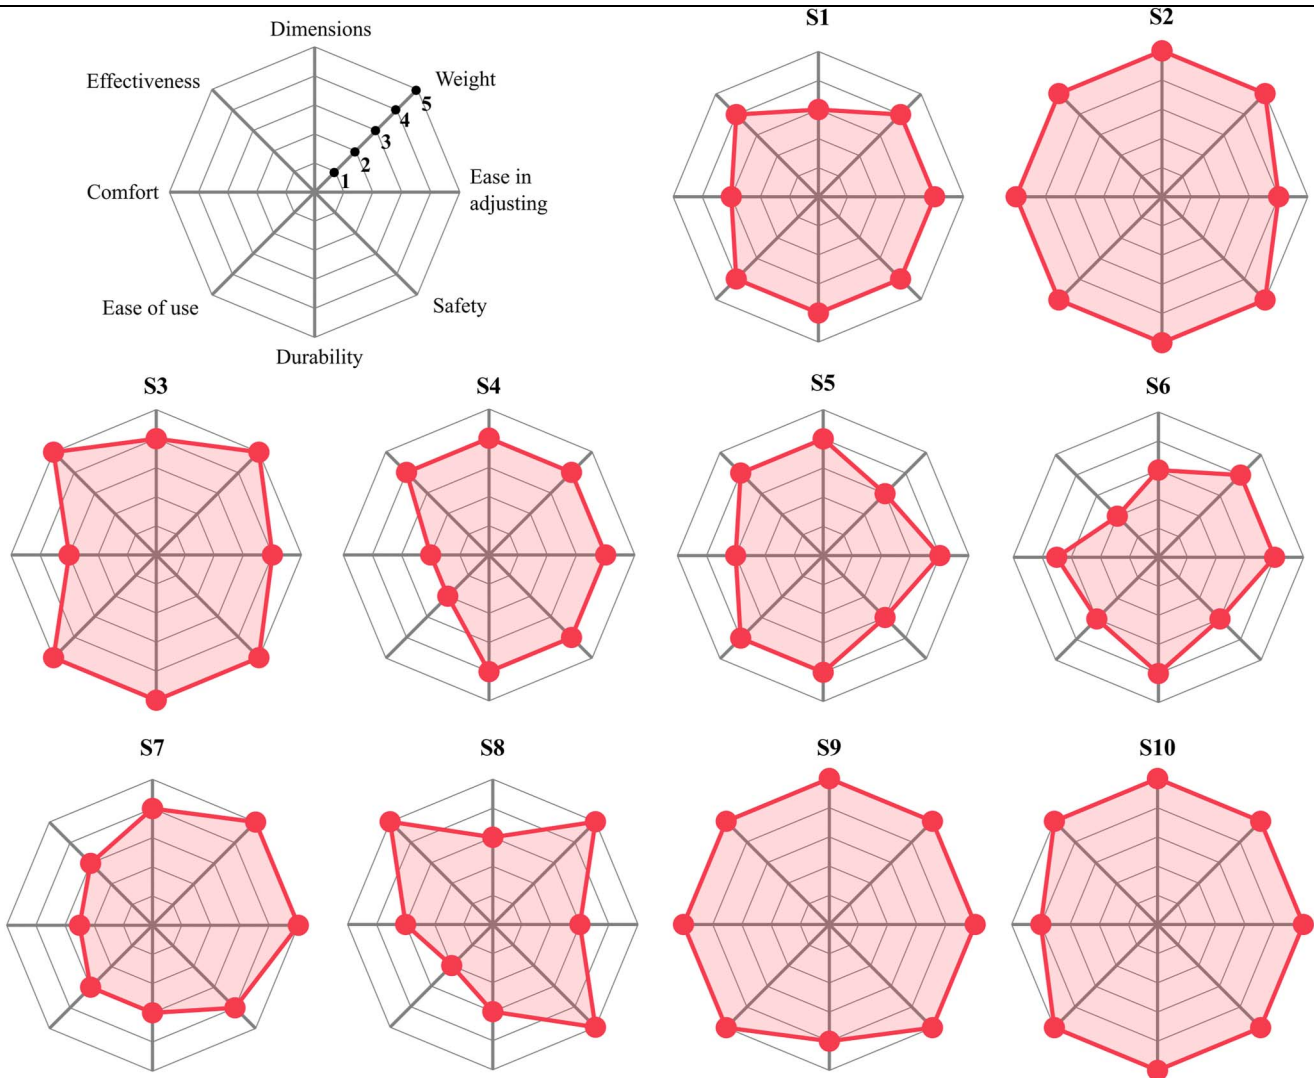 S1
S2
Dimensions
Effectiveness
Weight
5
4
3
2
1
Comfort
Ease in
adjusting
Ease of use
Safety
Durability
S3
S4
S5
S6
S7
S8
S9
S10